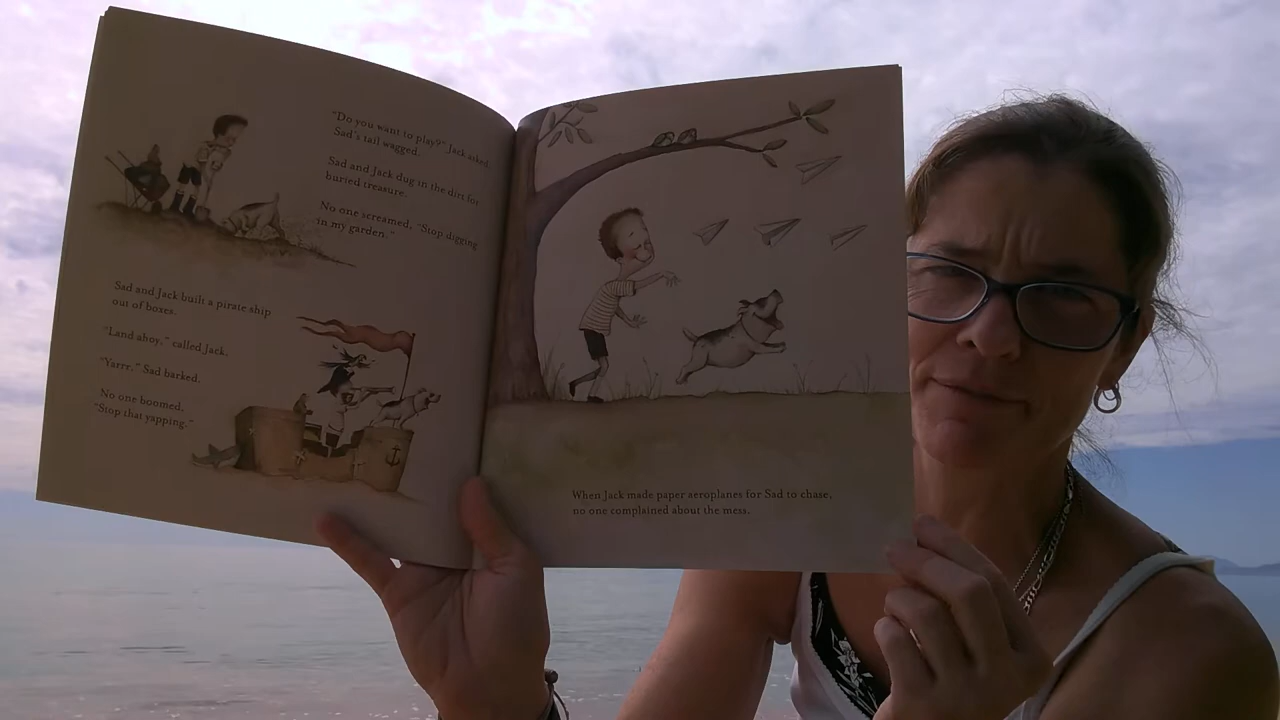 "Do you want to play?" Jack asked.
Sad's tail wagged.
Sad and Jack dug in the dirt for
buried treasure.
No one screamed, "Stop digging
in my garden."
Sad and Jack built a pirate ship
out of boxes.
"Land ahoy," called Jack.
"Yarrr," Sad barked.
No one boomed,
"Stop that yapping."
When Jack made paper aeroplanes for Sad to chase,
no one complained about the mess.